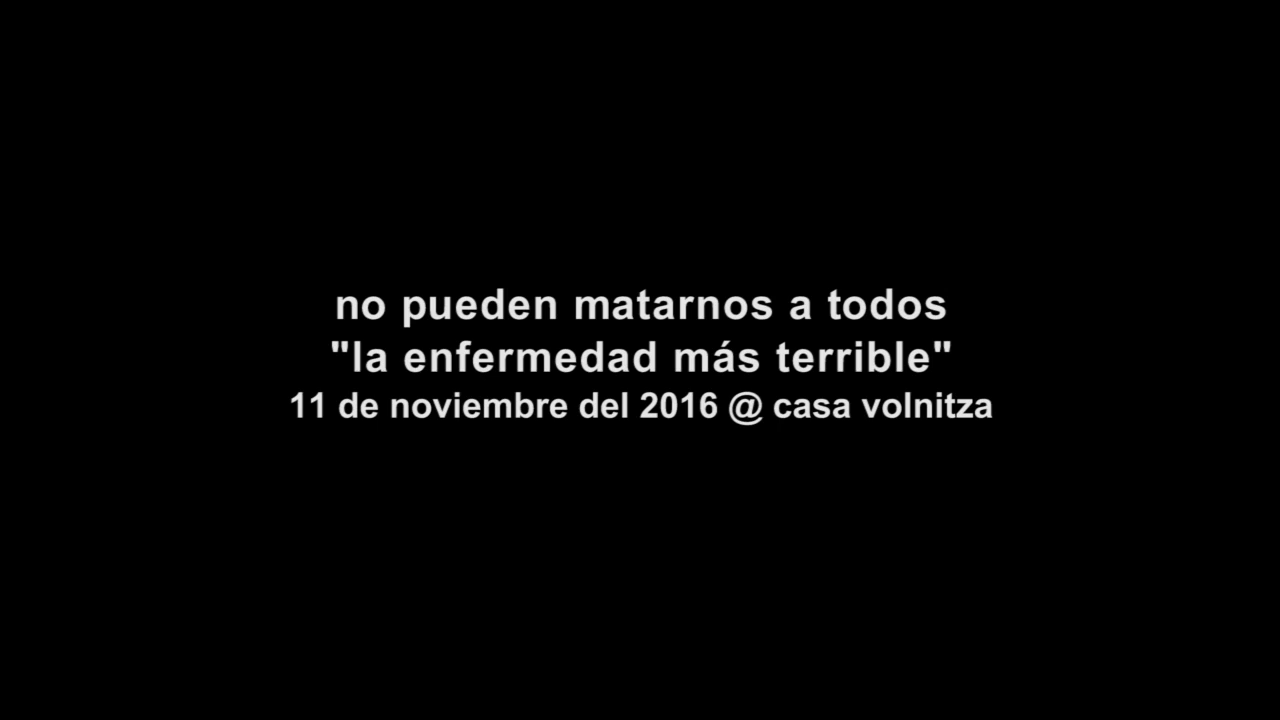 no pueden matarnos a todos
"la enfermedad más terrible"
11 de noviembre del 2016 @ casa volnitza